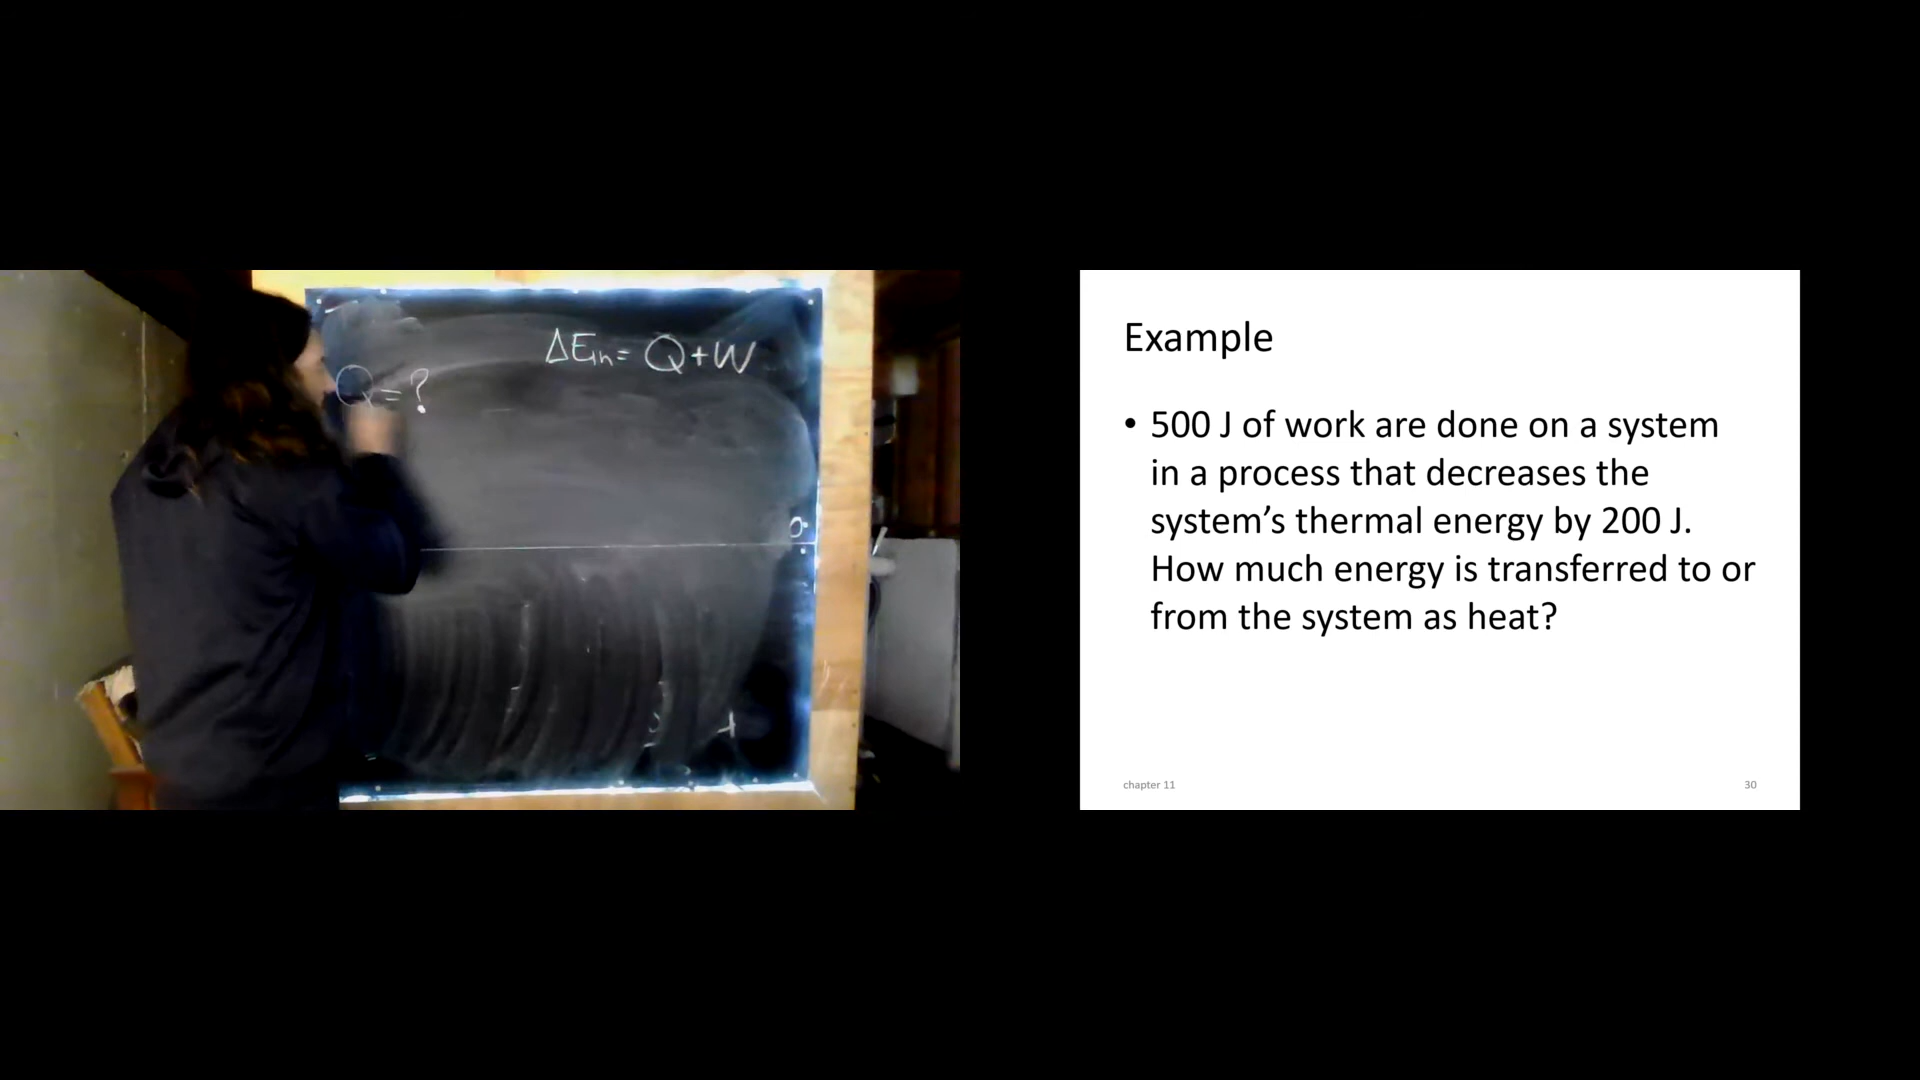 ΔEin = Q+W
Q=?
Example
• 500 J of work are done on a system
in a process that decreases the
system’s thermal energy by 200 J.
How much energy is transferred to or
from the system as heat?
chapter 11
30